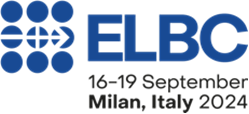 ELBC
16–19 September
Milan, Italy 2024